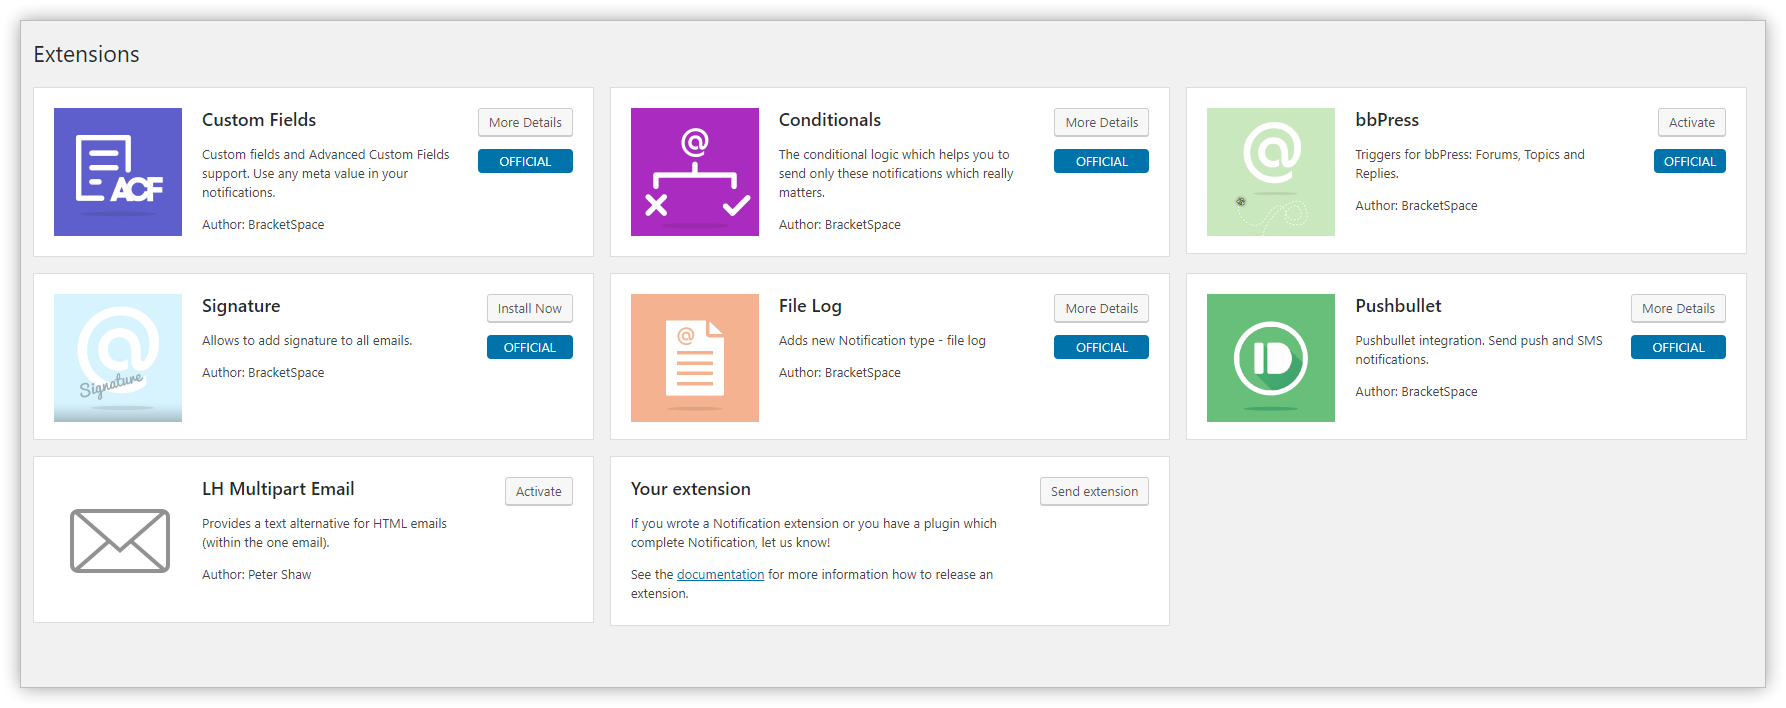 Extensions
ACF
Custom Fields
More Details
OFFICIAL
Custom fields and Advanced Custom Fields
support. Use any meta value in your
notifications.
Author: BracketSpace
@
Conditionals
More Details
OFFICIAL
The conditional logic which helps you to
send only these notifications which really
matters.
Author: BracketSpace
@
bbPress
Activate
OFFICIAL
Triggers for bbPress: Forums, Topics and
Replies.
Author: BracketSpace
@
Signature
Signature
Install Now
OFFICIAL
Allows to add signature to all emails.
Author: BracketSpace
@
File Log
More Details
OFFICIAL
Adds new Notification type - file log
Author: BracketSpace
Pushbullet
More Details
OFFICIAL
Pushbullet integration. Send push and SMS
notifications.
Author: BracketSpace
LH Multipart Email
Activate
Provides a text alternative for HTML emails
(within the one email).
Author: Peter Shaw
Your extension
Send extension
If you wrote a Notification extension or you have a plugin which
complete Notification, let us know!
See the documentation for more information how to release an
extension.